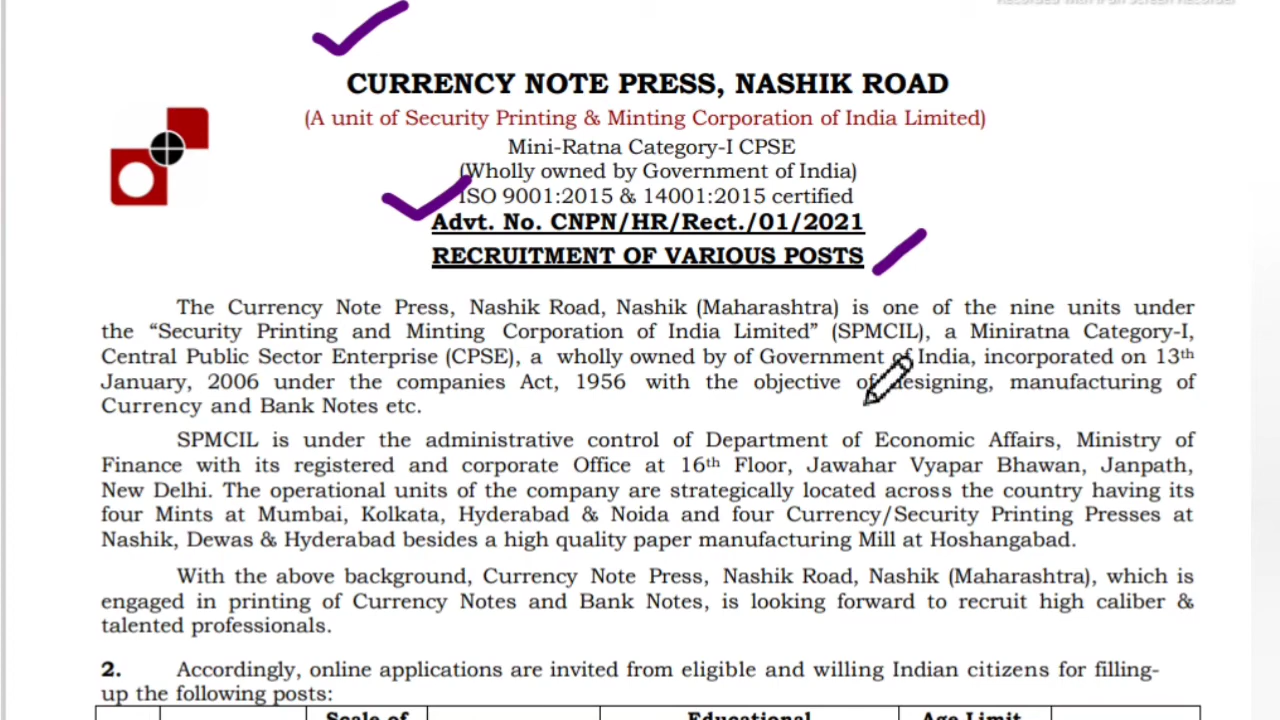 CURRENCY NOTE PRESS, NASHIK ROAD
(A unit of Security Printing & Minting Corporation of India Limited)
Mini-Ratna Category-I CPSE
(Wholly owned by Government of India)
ISO 9001:2015 & 14001:2015 certified
Advt. No. CNPN/HR/Rect./01/2021
RECRUITMENT OF VARIOUS POSTS
The Currency Note Press, Nashik Road, Nashik (Maharashtra) is one of the nine units under
the “Security Printing and Minting Corporation of India Limited” (SPMCIL), a Miniratna Category-I,
Central Public Sector Enterprise (CPSE), a wholly owned by of Government of India, incorporated on 13th
January, 2006 under the companies Act, 1956 with the objective of designing, manufacturing of
Currency and Bank Notes etc.
SPMCIL is under the administrative control of Department of Economic Affairs, Ministry of
Finance with its registered and corporate Office at 16th Floor, Jawahar Vyapar Bhawan, Janpath,
New Delhi. The operational units of the company are strategically located across the country having its
four Mints at Mumbai, Kolkata, Hyderabad & Noida and four Currency/Security Printing Presses at
Nashik, Dewas & Hyderabad besides a high quality paper manufacturing Mill at Hoshangabad.
With the above background, Currency Note Press, Nashik Road, Nashik (Maharashtra), which is
engaged in printing of Currency Notes and Bank Notes, is looking forward to recruit high caliber &
talented professionals.
2. Accordingly, online applications are invited from eligible and willing Indian citizens for filling-
up the following posts:
Scale of Educational Age Limit